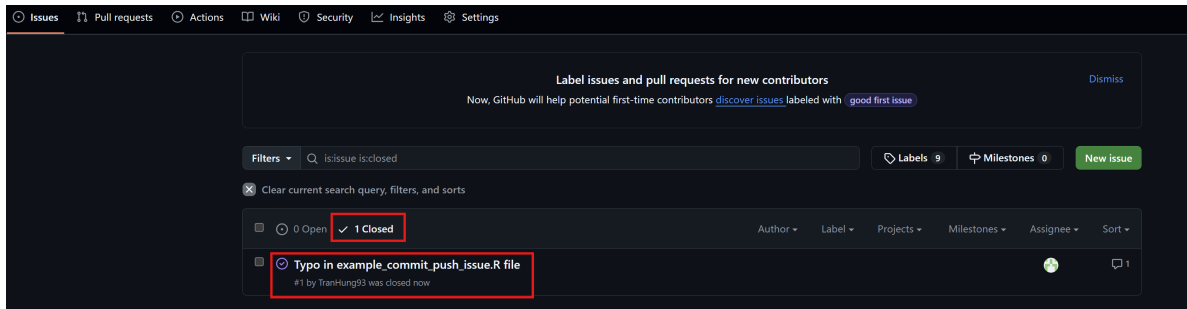 Issues Pull requests Actions Wiki Security Insights Settings
Label issues and pull requests for new contributors Dismiss
Now, GitHub will help potential first-time contributors discover issues labeled with good first issue
Filters is:issue is:closed Labels 9 Milestones 0 New issue
Clear current search query, filters, and sorts
0 Open 1 Closed Author Label Projects Milestones Assignee Sort
Typo in example_commit_push_issue.R file 1
#1 by TranHung93 was closed now